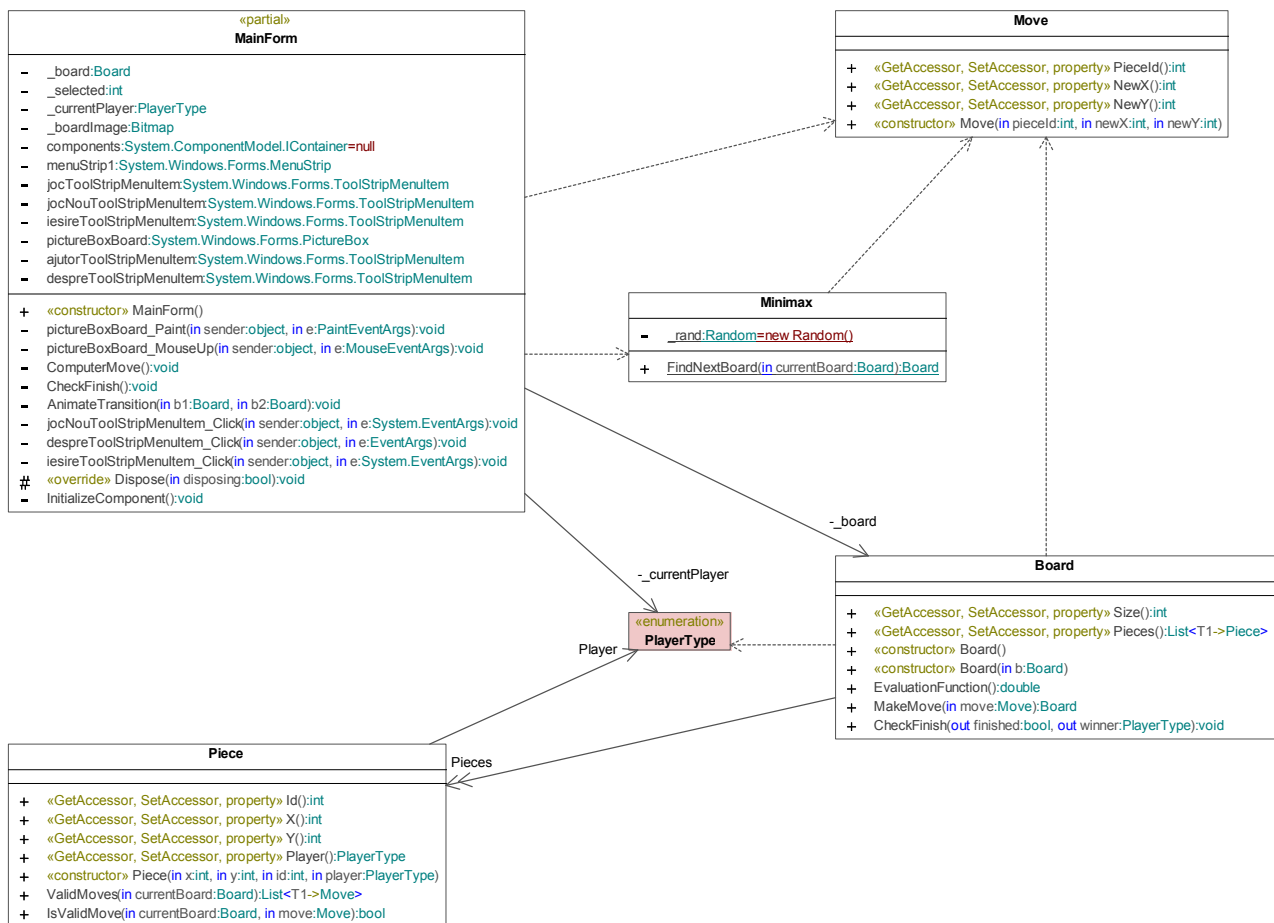 «partial»
MainForm
- _board:Board
- _selected:int
- _currentPlayer:PlayerType
- _boardImage:Bitmap
- components:System.ComponentModel.IContainer=null
- menuStrip1:System.Windows.Forms.MenuStrip
- jocToolStripMenuItem:System.Windows.Forms.ToolStripMenuItem
- jocNouToolStripMenuItem:System.Windows.Forms.ToolStripMenuItem
- iesireToolStripMenuItem:System.Windows.Forms.ToolStripMenuItem
- pictureBoxBoard:System.Windows.Forms.PictureBox
- ajutorToolStripMenuItem:System.Windows.Forms.ToolStripMenuItem
- despreToolStripMenuItem:System.Windows.Forms.ToolStripMenuItem
+ «constructor» MainForm()
- pictureBoxBoard_Paint(in sender:object, in e:PaintEventArgs):void
- pictureBoxBoard_MouseUp(in sender:object, in e:MouseEventArgs):void
- ComputerMove():void
- CheckFinish():void
- AnimateTransition(in b1:Board, in b2:Board):void
- jocNouToolStripMenuItem_Click(in sender:object, in e:System.EventArgs):void
- despreToolStripMenuItem_Click(in sender:object, in e:EventArgs):void
- iesireToolStripMenuItem_Click(in sender:object, in e:System.EventArgs):void
# «override» Dispose(in disposing:bool):void
- InitializeComponent():void
Move
+ «GetAccessor, SetAccessor, property» PieceId():int
+ «GetAccessor, SetAccessor, property» NewX():int
+ «GetAccessor, SetAccessor, property» NewY():int
+ «constructor» Move(in pieceId:int, in newX:int, in newY:int)
Minimax
- _rand:Random=new Random()
+ FindNextBoard(in currentBoard:Board):Board
-_board
-_currentPlayer
«enumeration»
PlayerType
Player
Board
+ «GetAccessor, SetAccessor, property» Size():int
+ «GetAccessor, SetAccessor, property» Pieces():List<T1->Piece>
+ «constructor» Board()
+ «constructor» Board(in b:Board)
+ EvaluationFunction():double
+ MakeMove(in move:Move):Board
+ CheckFinish(out finished:bool, out winner:PlayerType):void
Pieces
Piece
+ «GetAccessor, SetAccessor, property» Id():int
+ «GetAccessor, SetAccessor, property» X():int
+ «GetAccessor, SetAccessor, property» Y():int
+ «GetAccessor, SetAccessor, property» Player():PlayerType
+ «constructor» Piece(in x:int, in y:int, in id:int, in player:PlayerType)
+ ValidMoves(in currentBoard:Board):List<T1->Move>
+ IsValidMove(in currentBoard:Board, in move:Move):bool